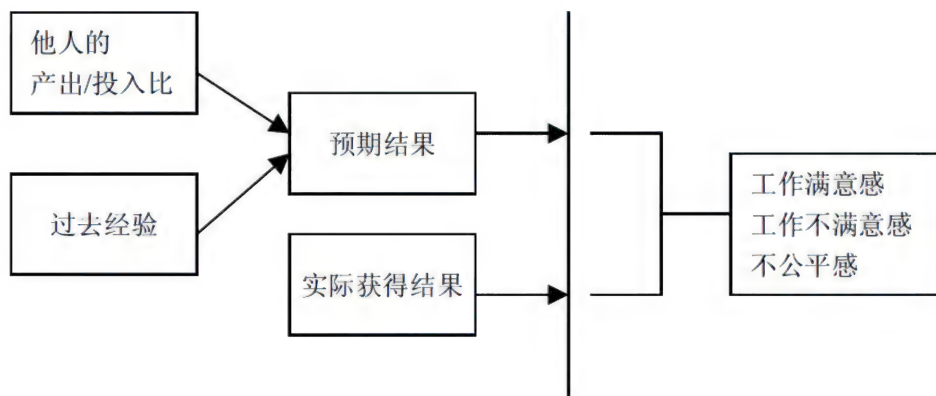 他人的
产出/投入比
预期结果
过去经验
实际获得结果
工作满意感
工作不满意感
不公平感